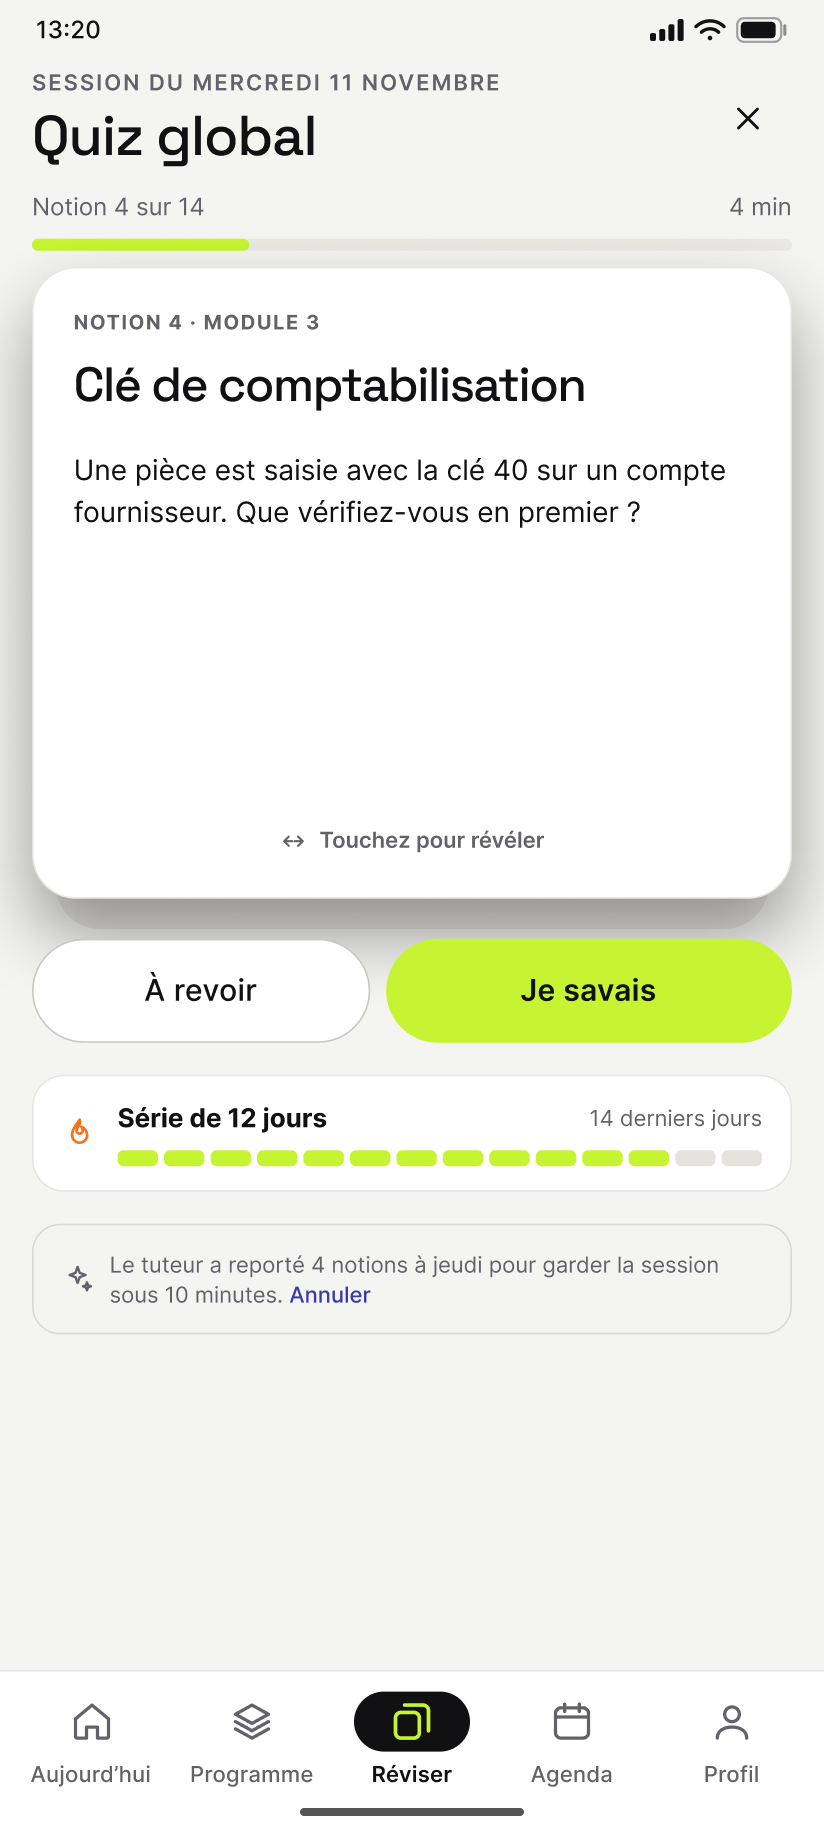 13:20
SESSION DU MERCREDI 11 NOVEMBRE
Quiz global
Notion 4 sur 14
4 min
NOTION 4 · MODULE 3
Clé de comptabilisation
Une pièce est saisie avec la clé 40 sur un compte
fournisseur. Que vérifiez-vous en premier ?
Touchez pour révéler
À revoir
Je savais
Série de 12 jours
14 derniers jours
Le tuteur a reporté 4 notions à jeudi pour garder la session
sous 10 minutes. Annuler
Aujourd’hui
Programme
Réviser
Agenda
Profil